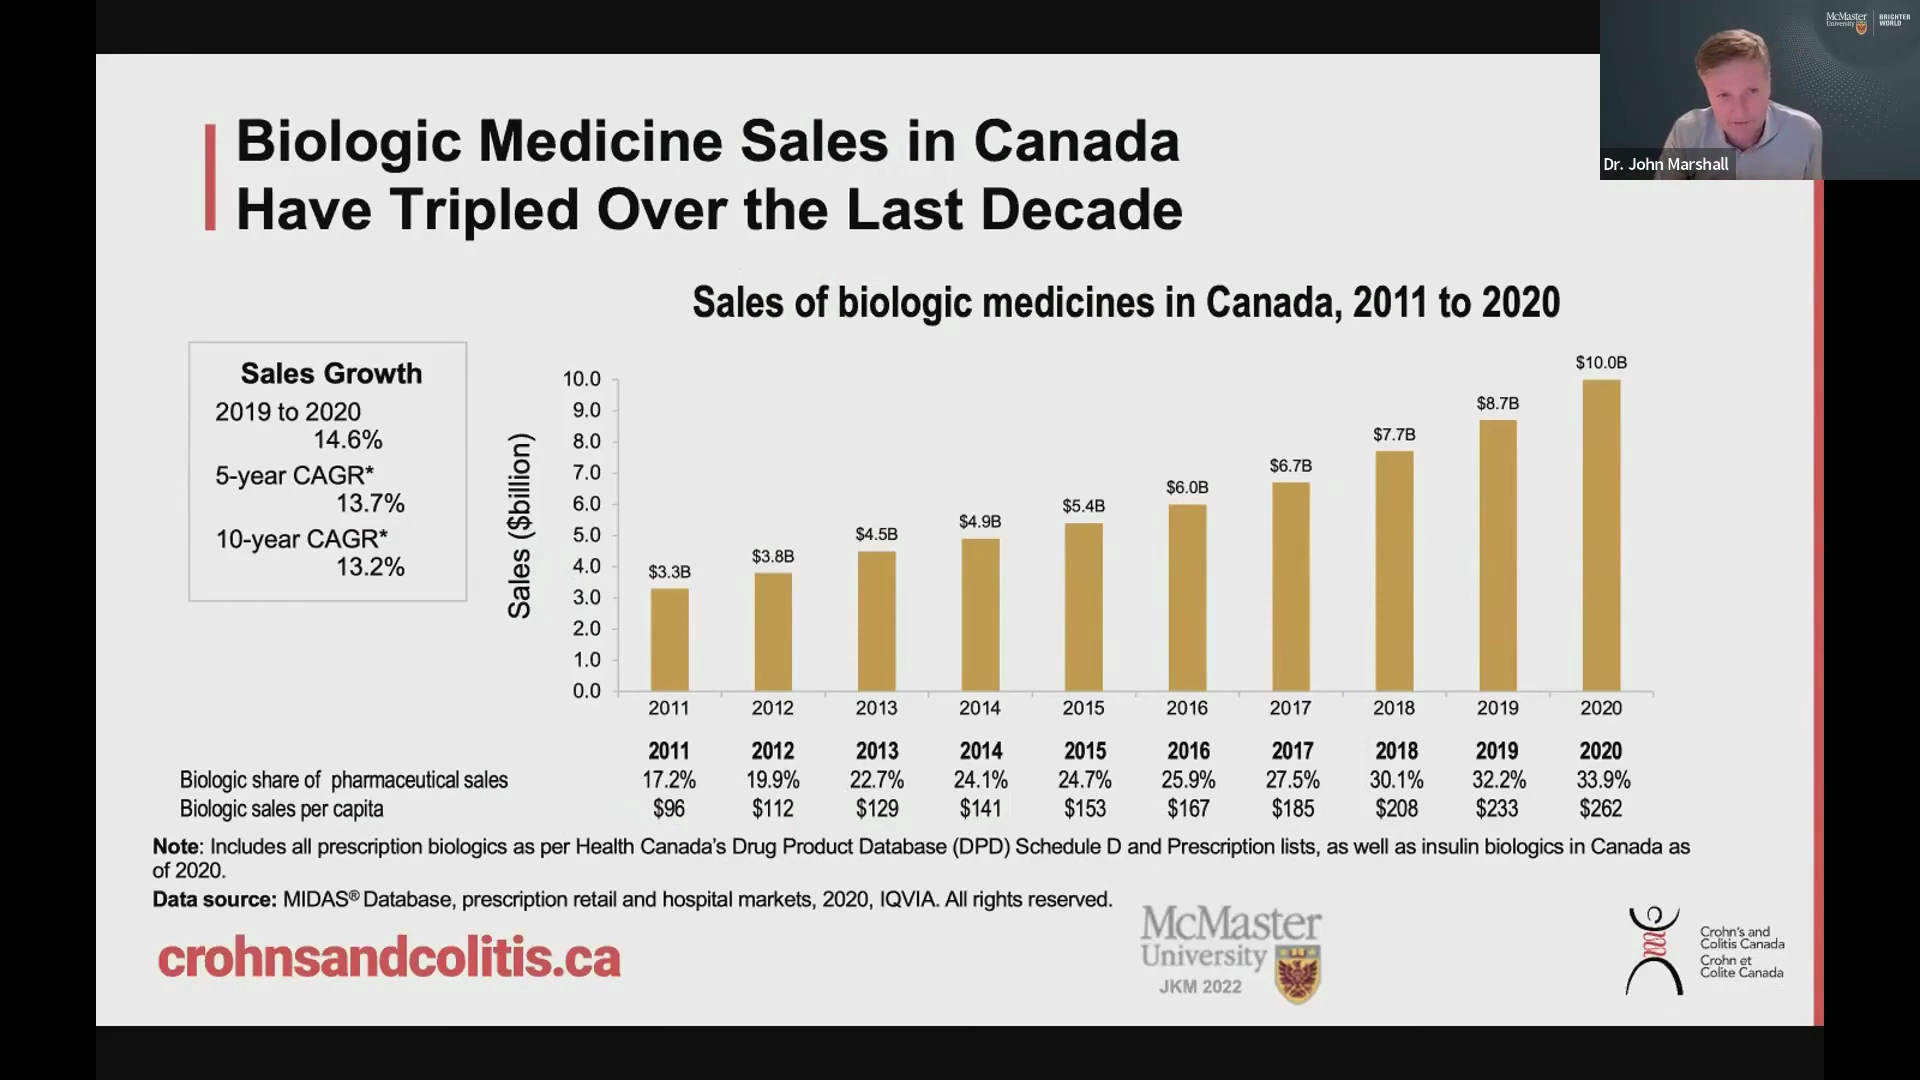 McMaster
University
BRIGHTER
WORLD
Dr. John Marshall
Biologic Medicine Sales in Canada
Have Tripled Over the Last Decade
Sales of biologic medicines in Canada, 2011 to 2020
Sales Growth
2019 to 2020
14.6%
5-year CAGR*
13.7%
10-year CAGR*
13.2%
Sales ($billion)
10.0
9.0
8.0
7.0
6.0
5.0
4.0
3.0
2.0
1.0
0.0
$3.3B $3.8B $4.5B $4.9B $5.4B $6.0B $6.7B $7.7B $8.7B $10.0B
2011 2012 2013 2014 2015 2016 2017 2018 2019 2020
2011 2012 2013 2014 2015 2016 2017 2018 2019 2020
Biologic share of pharmaceutical sales 17.2% 19.9% 22.7% 24.1% 24.7% 25.9% 27.5% 30.1% 32.2% 33.9%
Biologic sales per capita $96 $112 $129 $141 $153 $167 $185 $208 $233 $262
Note: Includes all prescription biologics as per Health Canada's Drug Product Database (DPD) Schedule D and Prescription lists, as well as insulin biologics in Canada as
of 2020.
Data source: MIDAS® Database, prescription retail and hospital markets, 2020, IQVIA. All rights reserved.
crohnsandcolitis.ca
McMaster
University
JKM 2022
Crohn's and
Colitis Canada
Crohn et
Colite Canada